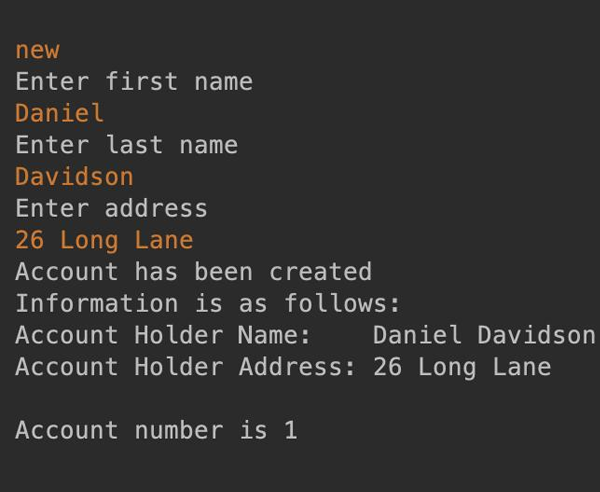 new
Enter first name
Daniel
Enter last name
Davidson
Enter address
26 Long Lane
Account has been created
Information is as follows:
Account Holder Name:    Daniel Davidson
Account Holder Address: 26 Long Lane

Account number is 1